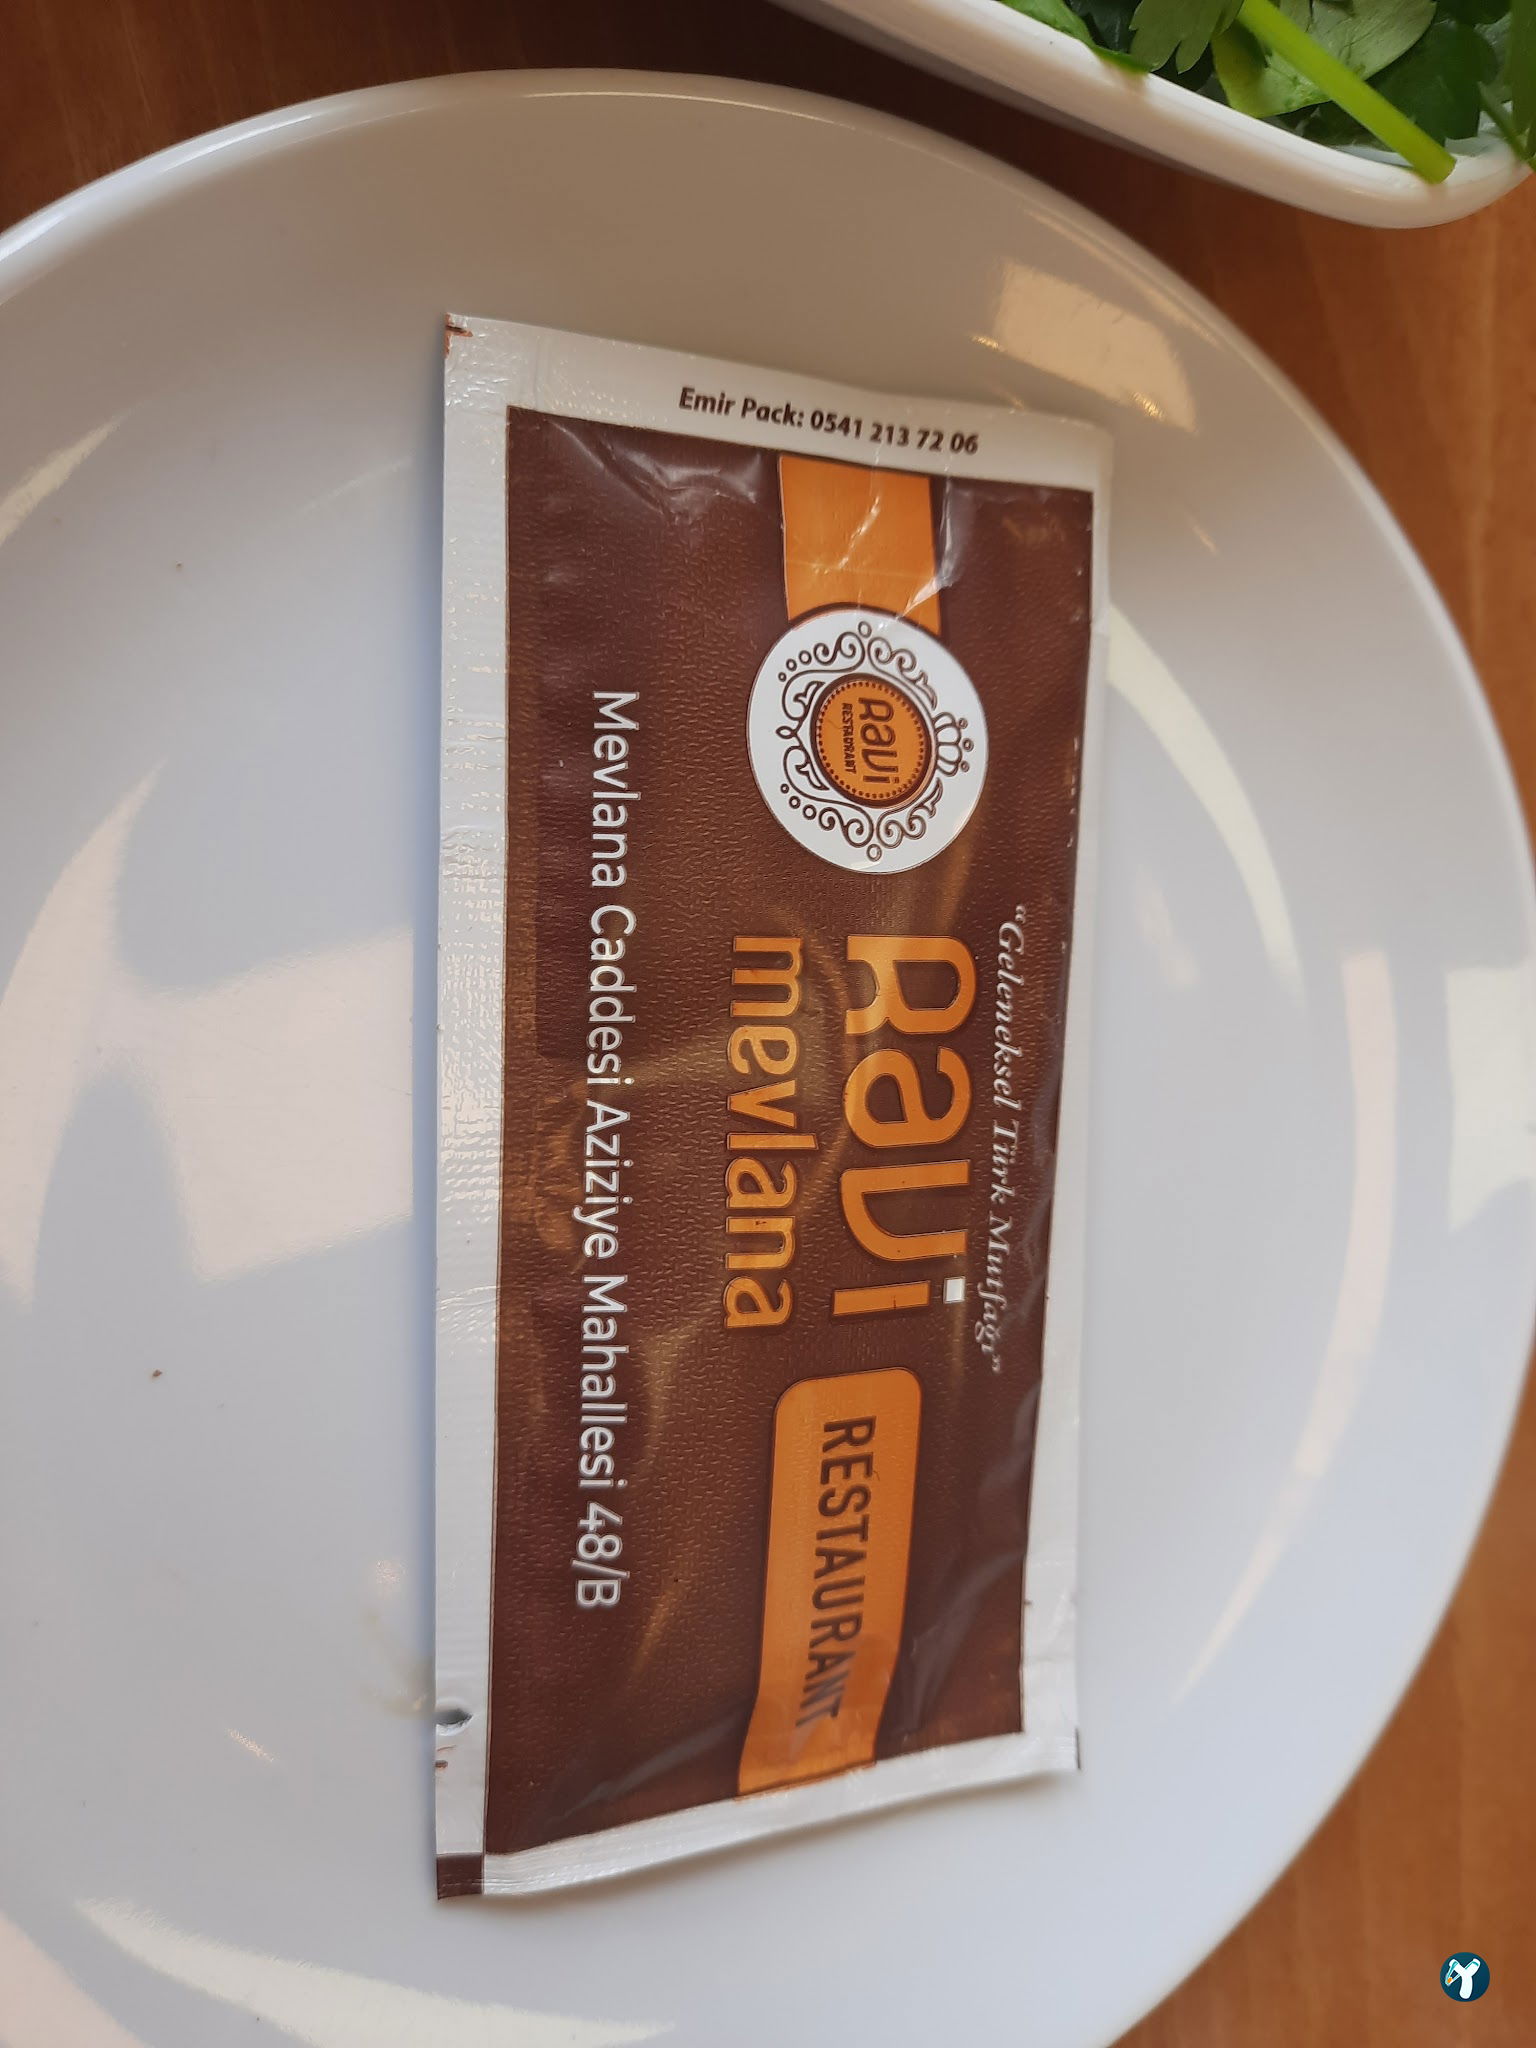 Emir Pack: 0541 213 72 06
Ravi
RESTAURANT
"Geleneksel Türk Mutfağı"
Ravi
mevlana
RESTAURANT
Mevlana Caddesi Aziziye Mahallesi 48/B